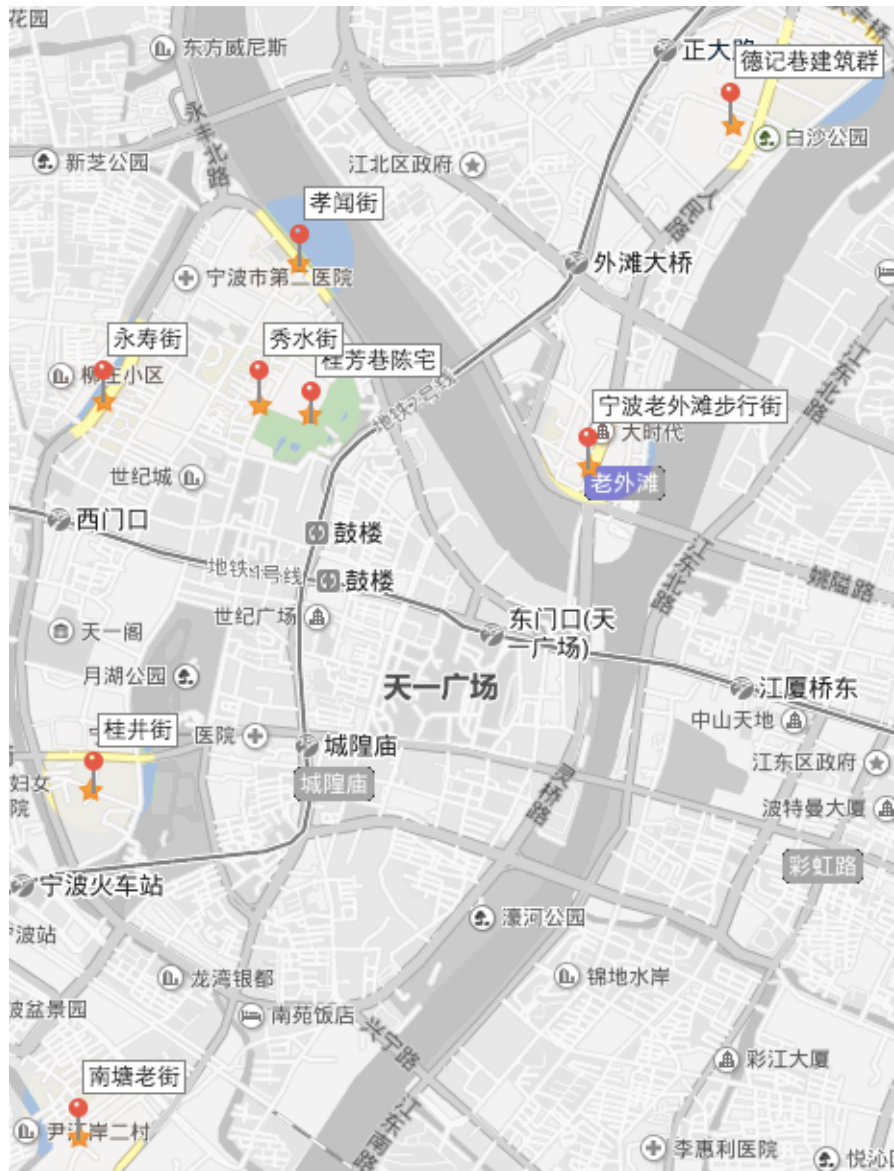 花园
东方威尼斯
正大路
德记巷建筑群
白沙公园
永丰北路
新芝公园
江北区政府
人民路
孝闻街
外滩大桥
宁波市第二医院
永寿街
秀水街
桂芳巷陈宅
柳庄小区
江东北路
地铁2号线
宁波老外滩步行街
大时代
世纪城
老外滩
西门口
鼓楼
地铁1号线
鼓楼
江东北路
姚隘路
世纪广场
东门口(天
一广场)
天一阁
月湖公园
天一广场
江厦桥东
中山天地
桂井街
医院
城隍庙
江东区政府
妇女
院
城隍庙
灵桥路
波特曼大厦
彩虹路
宁波火车站
濠河公园
波站
龙湾银都
锦地水岸
波盆景园
南苑饭店
兴宁路
彩江大厦
南塘老街
江东南路
尹江岸二村
李惠利医院
悦沁